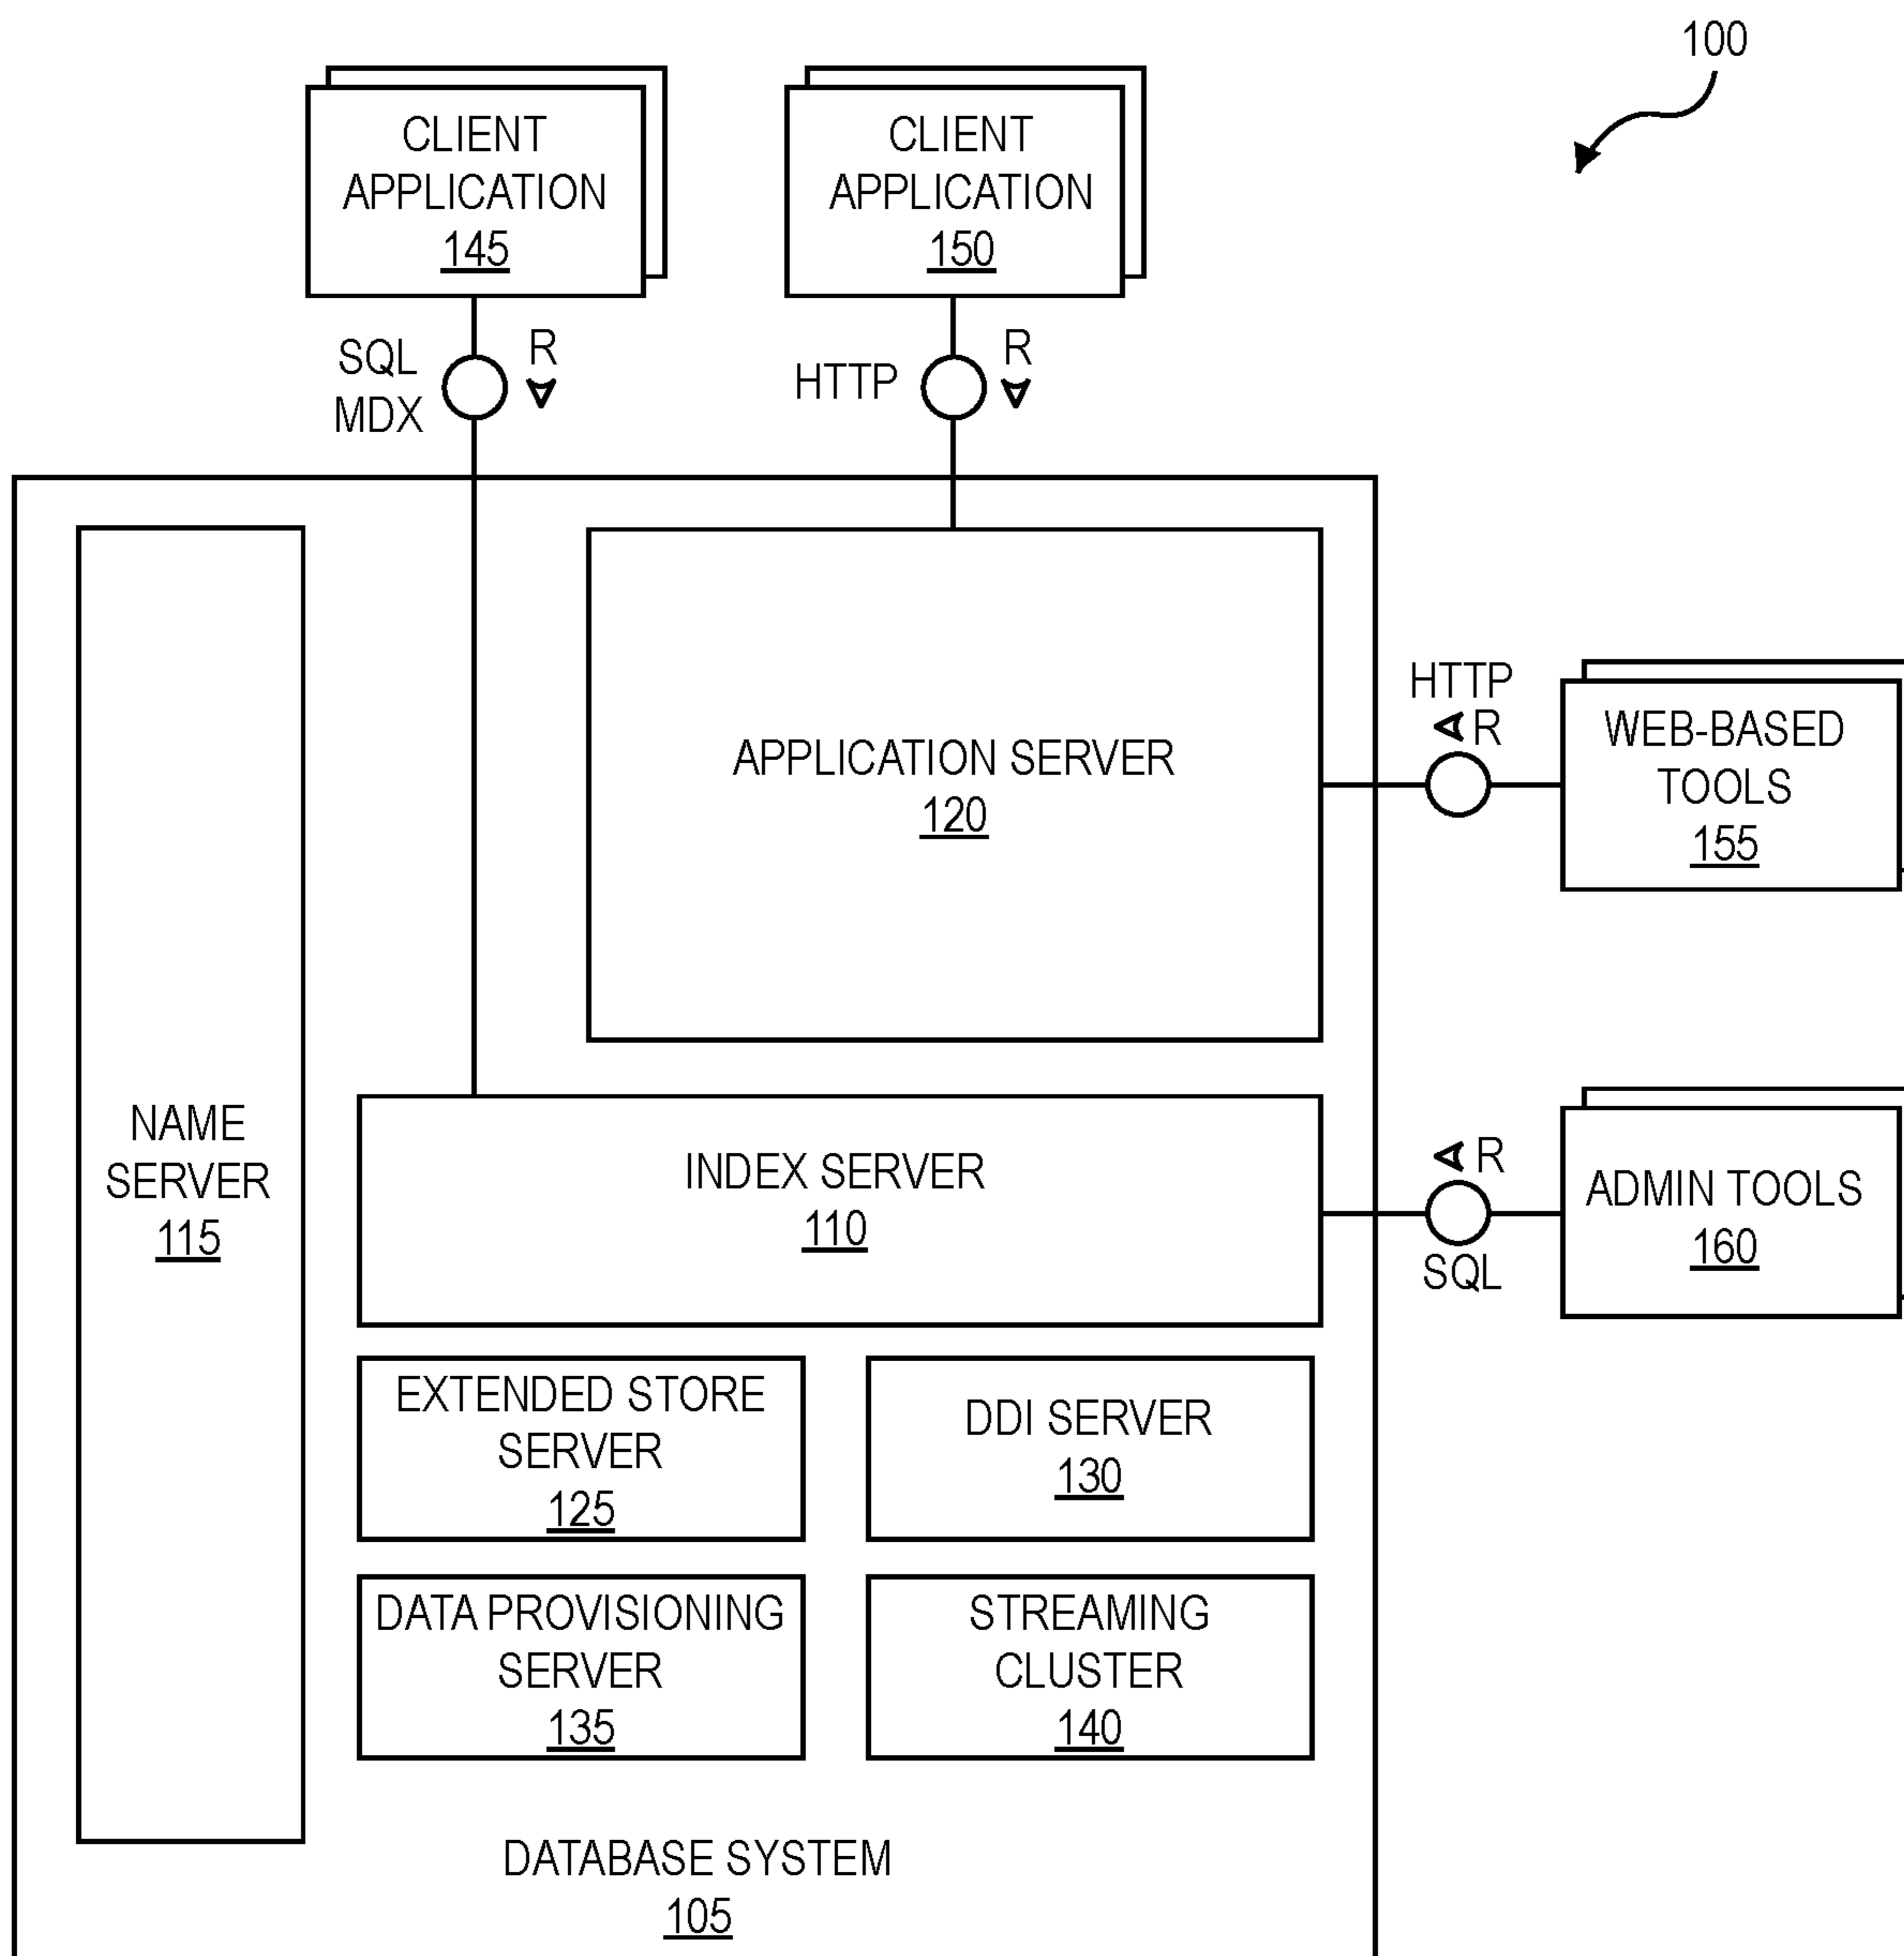 100
CLIENT
APPLICATION
145
CLIENT
APPLICATION
150
SQL
MDX
R
HTTP
R
NAME
SERVER
115
APPLICATION SERVER
120
HTTP
R
WEB-BASED
TOOLS
155
INDEX SERVER
110
R
SQL
ADMIN TOOLS
160
EXTENDED STORE
SERVER
125
DDI SERVER
130
DATA PROVISIONING
SERVER
135
STREAMING
CLUSTER
140
DATABASE SYSTEM
105